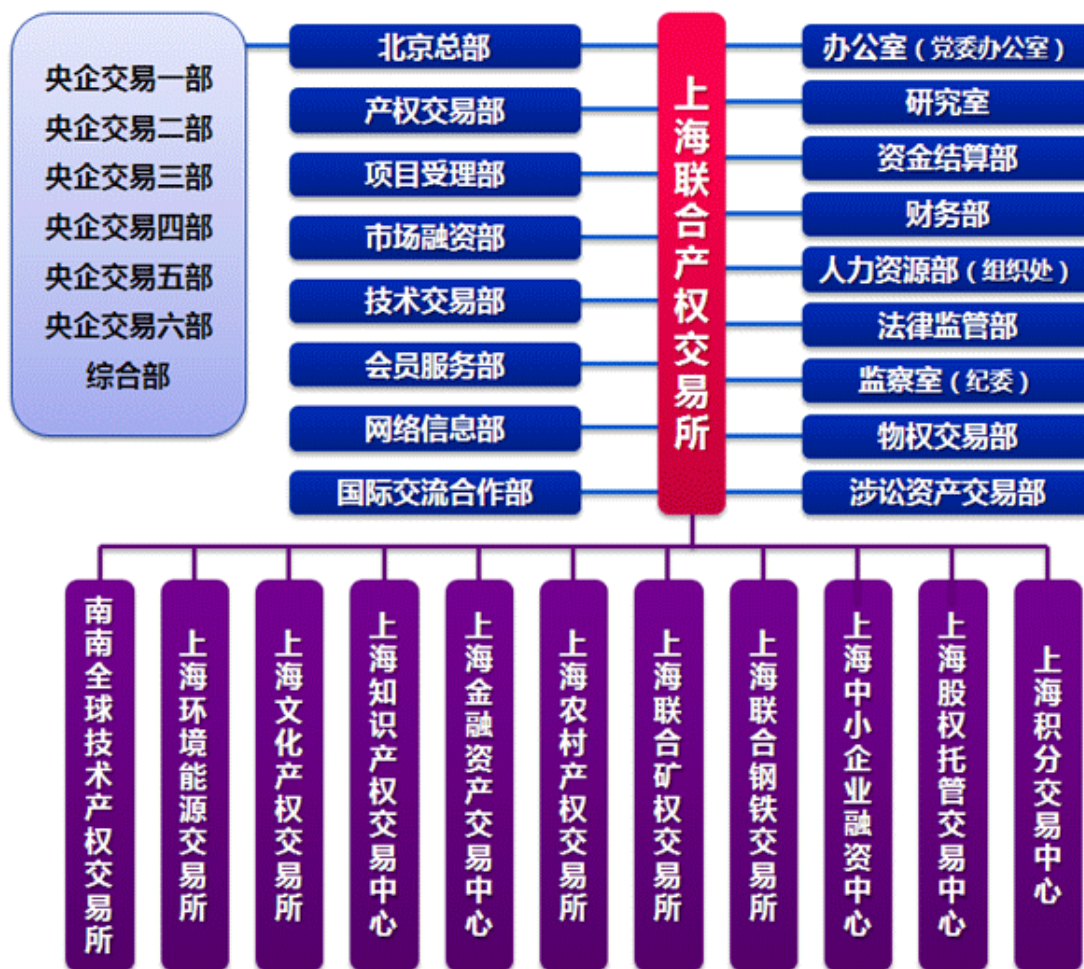 央企交易一部
央企交易二部
央企交易三部
央企交易四部
央企交易五部
央企交易六部
综合部
北京总部
产权交易部
项目受理部
市场融资部
技术交易部
会员服务部
网络信息部
国际交流合作部
上海联合产权交易所
办公室（党委办公室）
研究室
资金结算部
财务部
人力资源部（组织处）
法律监管部
监察室（纪委）
物权交易部
涉讼资产交易部
南南全球技术产权交易所
上海环境能源交易所
上海文化产权交易所
上海知识产权交易中心
上海金融资产交易中心
上海农村产权交易所
上海联合矿权交易所
上海联合钢铁交易所
上海中小企业融资中心
上海股权托管交易中心
上海积分交易中心